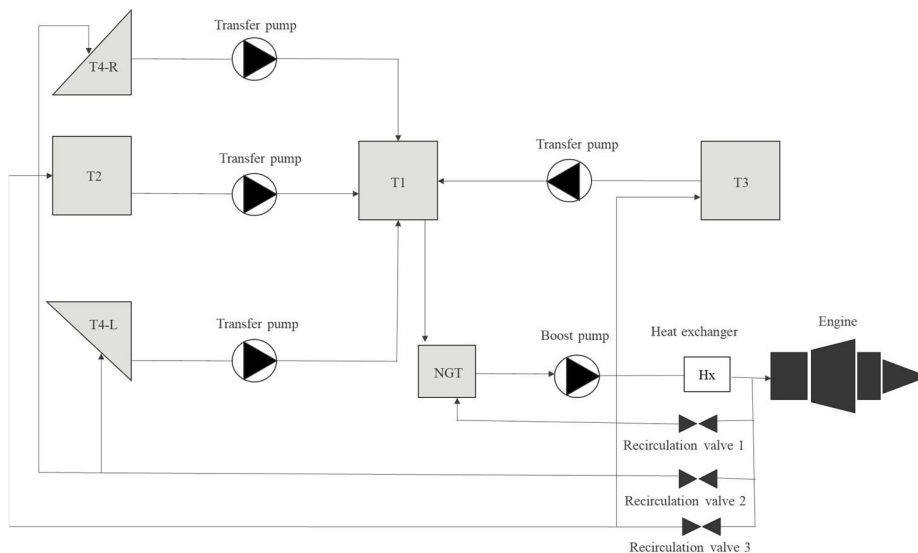 Transfer pump
T4-R
Transfer pump
Transfer pump
T2
T1
T3
T4-L
Transfer pump
Boost pump
Heat exchanger
Engine
NGT
Hx
Recirculation valve 1
Recirculation valve 2
Recirculation valve 3